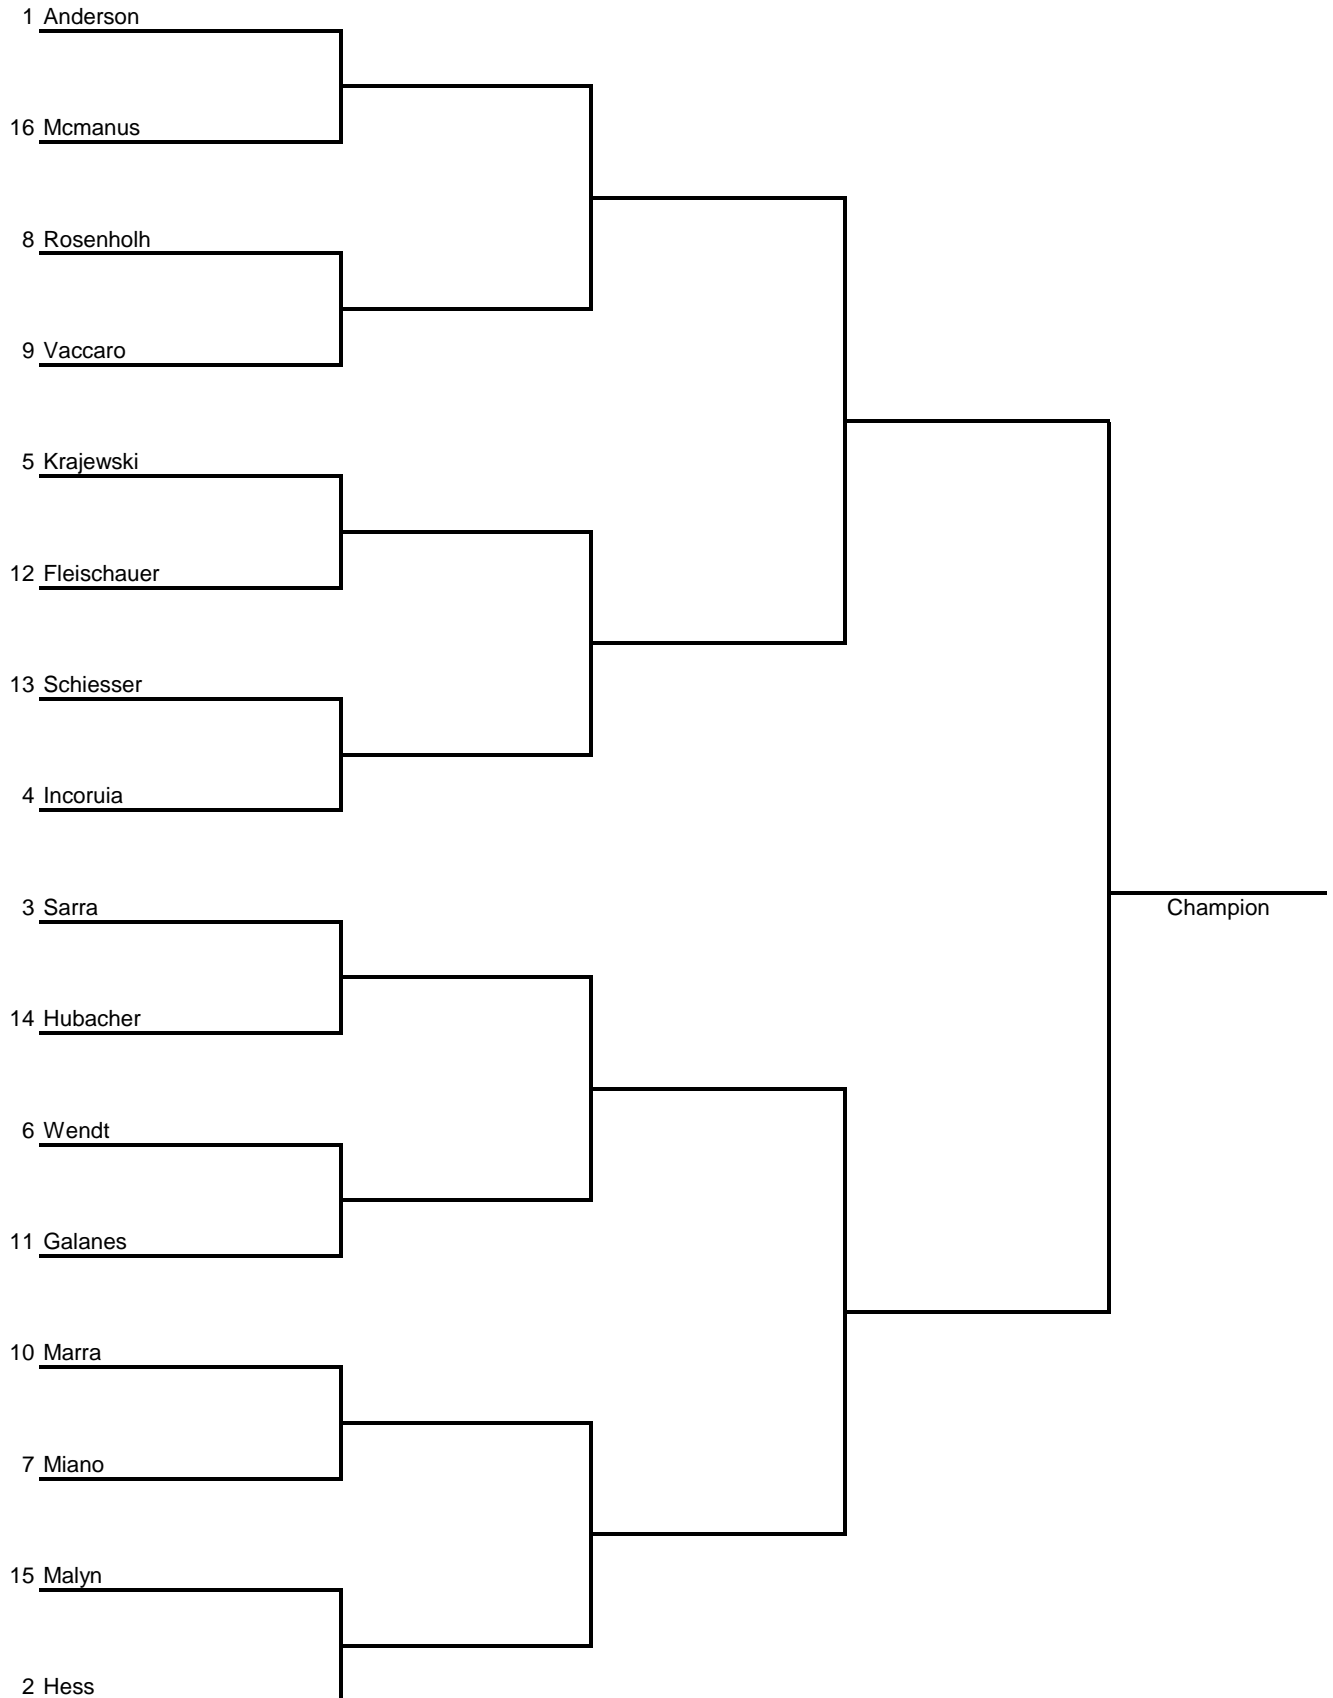 1 Anderson
16 Mcmanus
8 Rosenholh
9 Vaccaro
5 Krajewski
12 Fleischauer
13 Schiesser
4 Incoruia
3 Sarra
Champion
14 Hubacher
6 Wendt
11 Galanes
10 Marra
7 Miano
15 Malyn
2 Hess